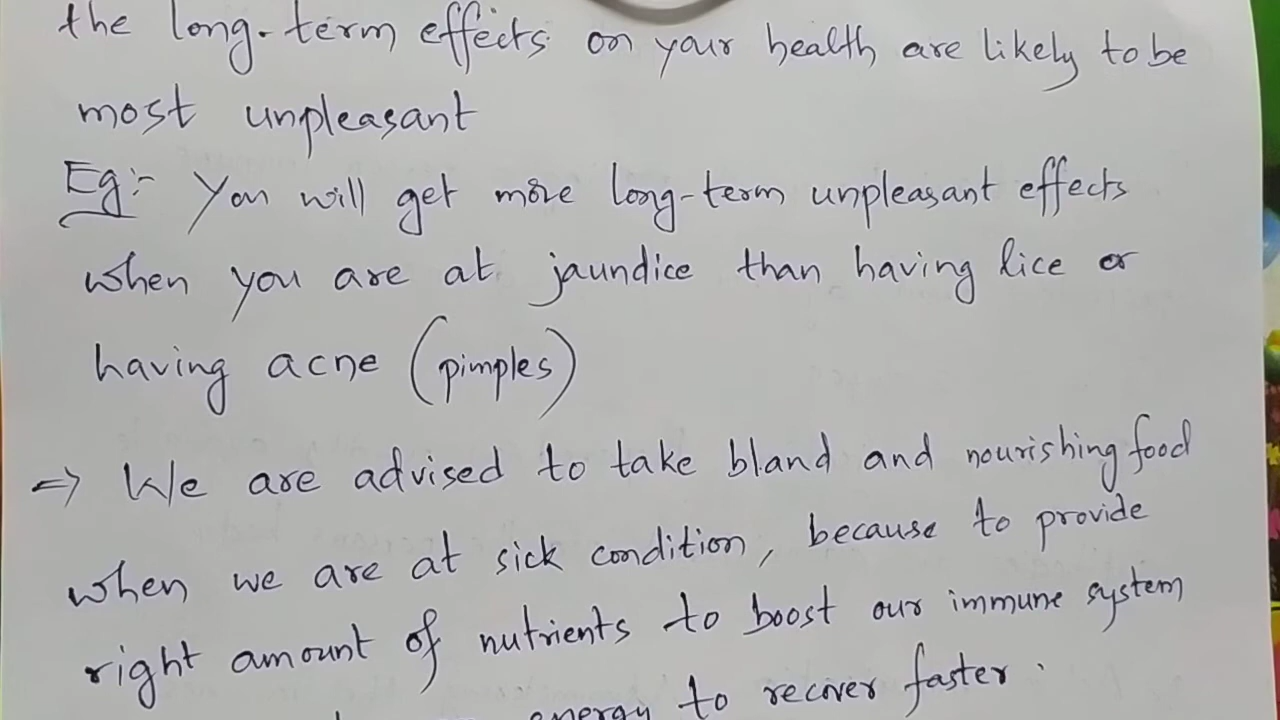 the long-term effects on your health are likely to be
most unpleasant
Eg:- You will get more long-term unpleasant effects
when you are at jaundice than having lice or
having acne (pimples)
=> We are advised to take bland and nourishing food
when we are at sick condition, because to provide
right amount of nutrients to boost our immune system
energy to recover faster.